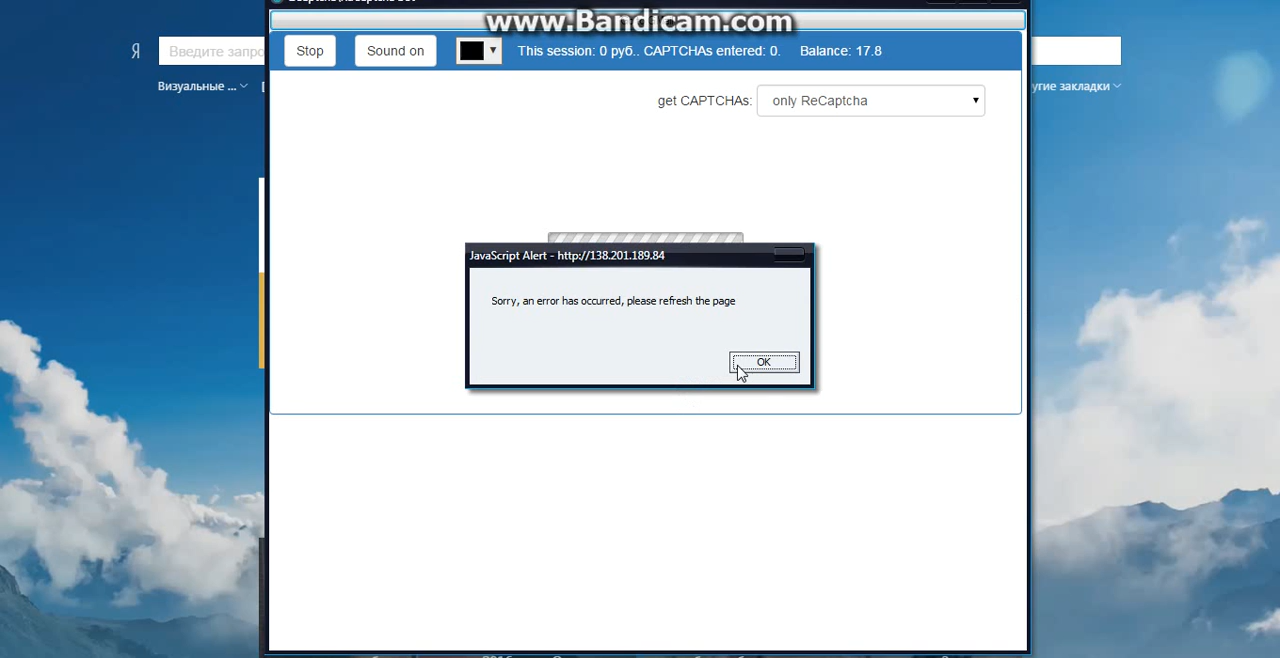 www.Bandicam.com
Я
Введите запро
Stop
Sound on
This session: 0 руб.. CAPTCHAs entered: 0.
Balance: 17.8
Визуальные ...
угие закладки
get CAPTCHAs:
only ReCaptcha
JavaScript Alert - http://138.201.189.84
Sorry, an error has occurred, please refresh the page
OK